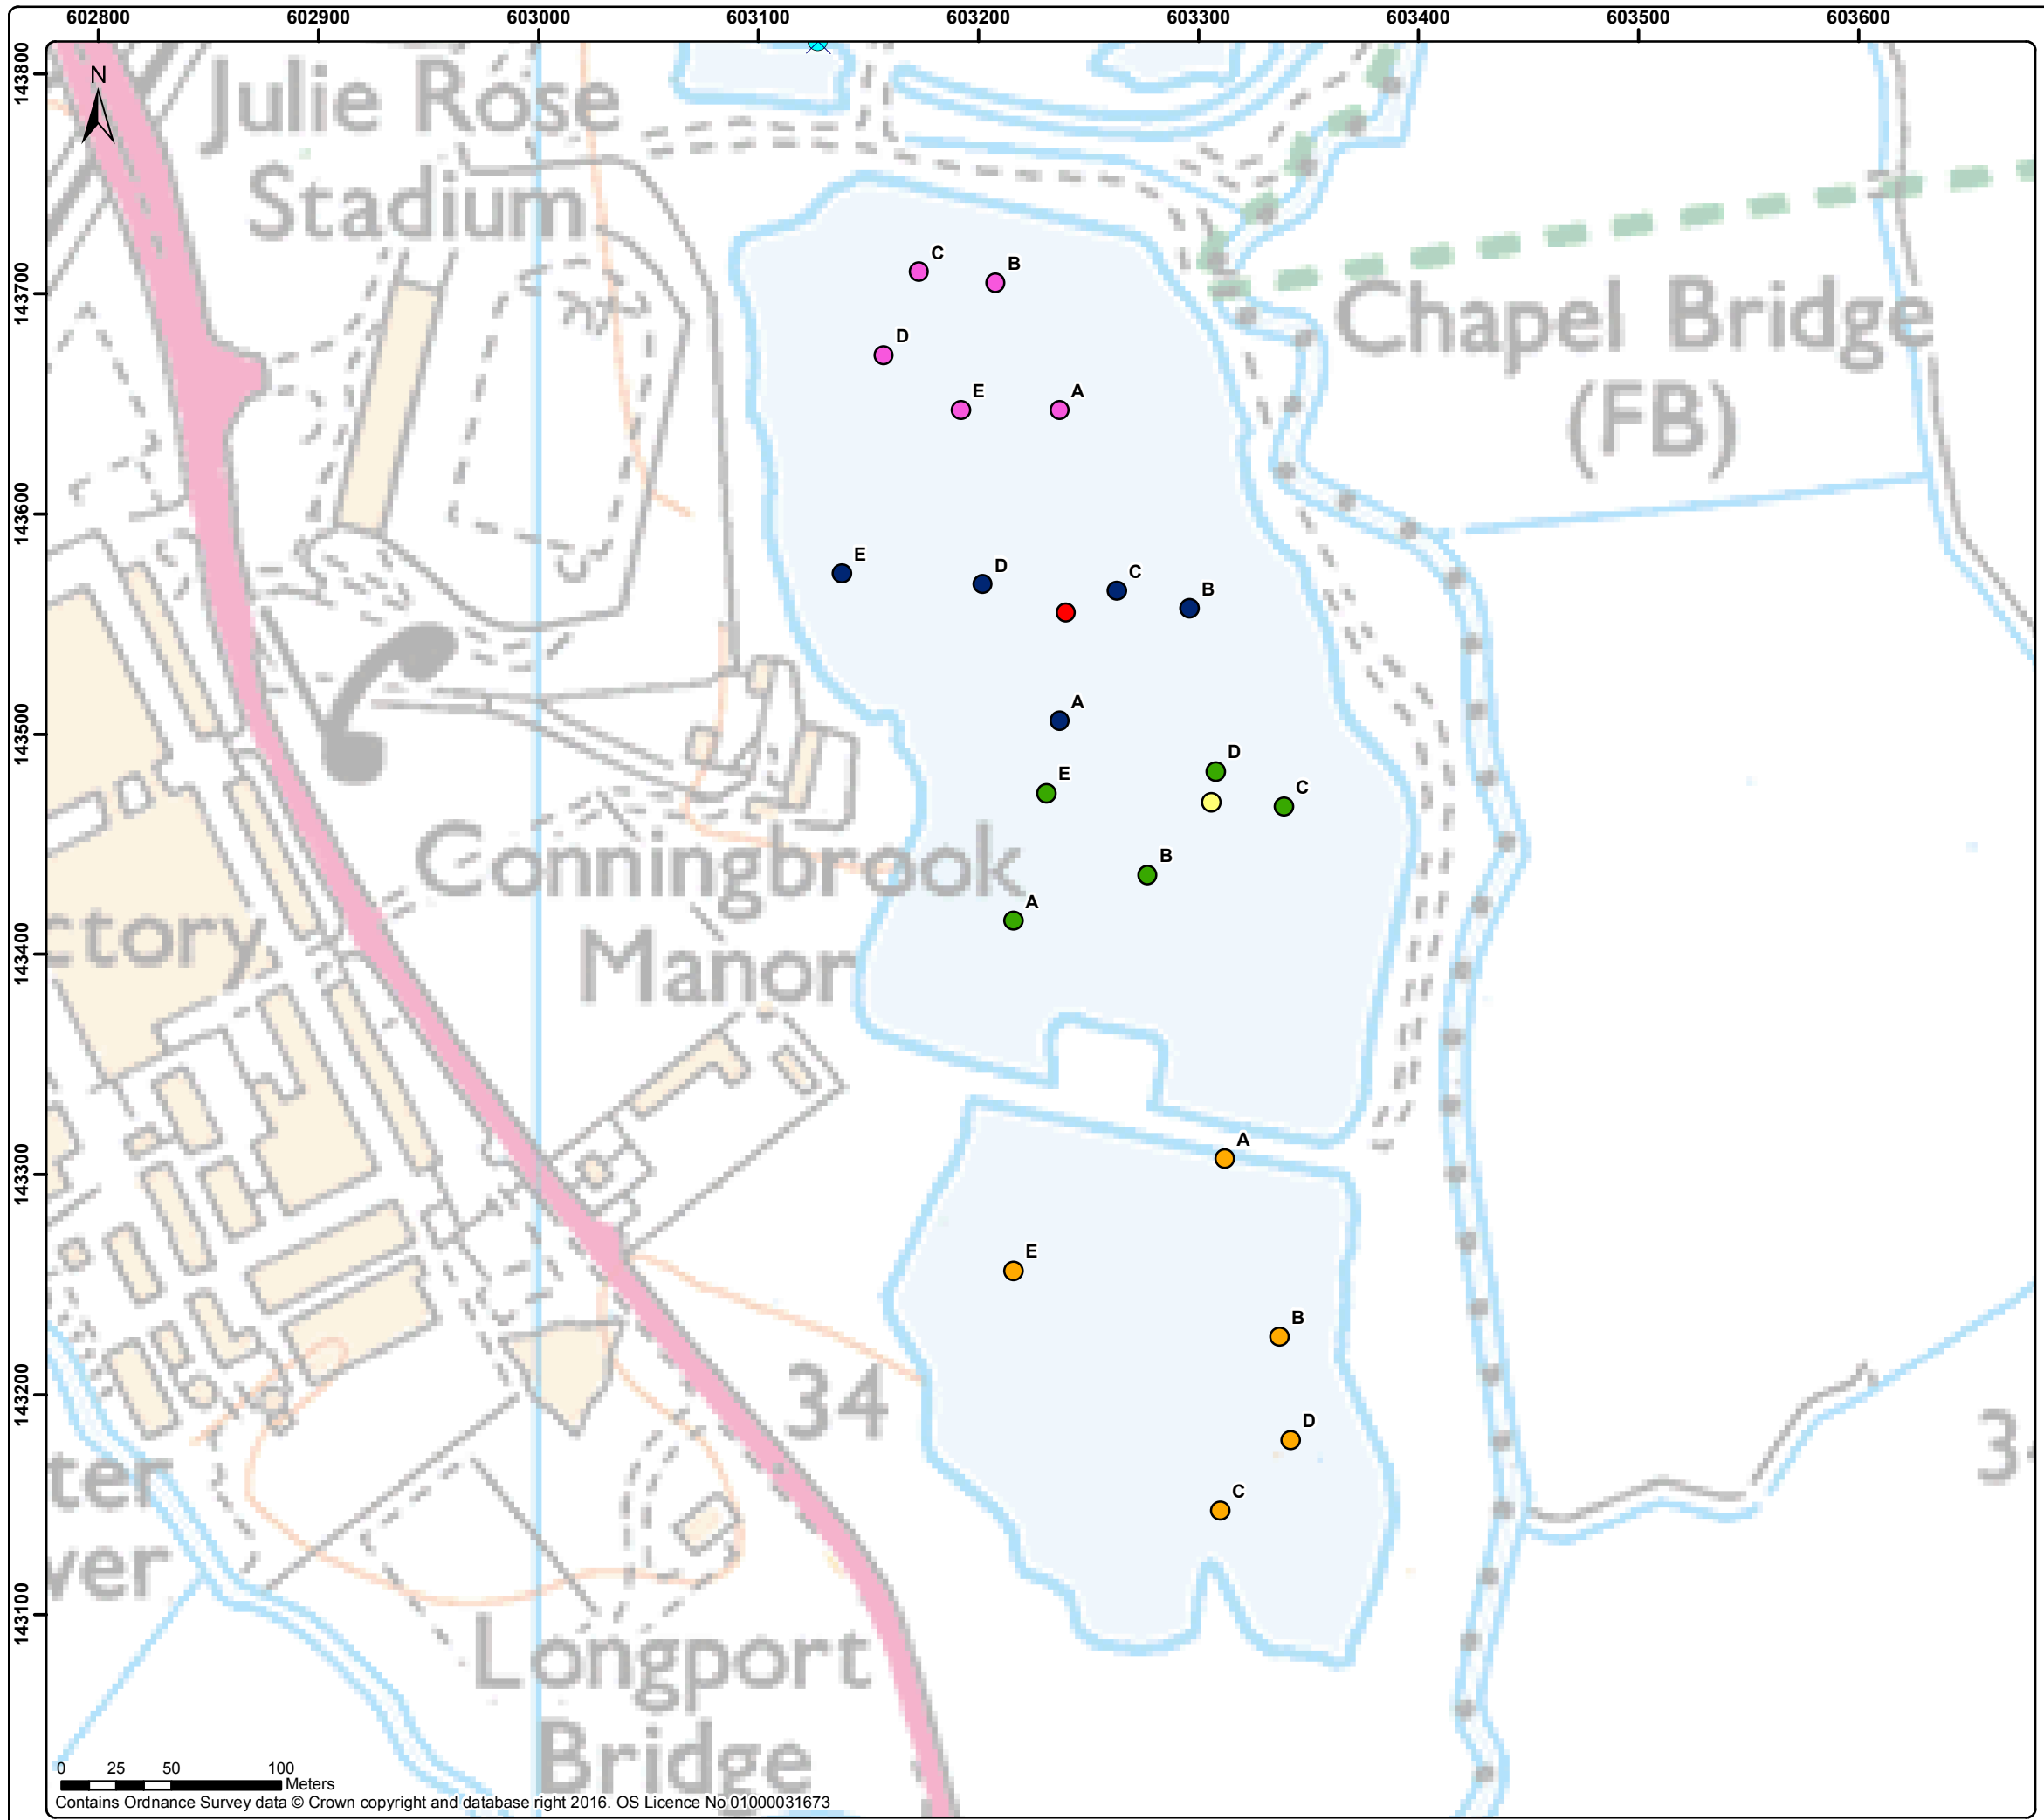 602800 602900 603000 603100 603200 603300 603400 603500 603600
143800
N
Julie Rose
Stadium
C
B
143700
Chapel Bridge
D
E A
(FB)
143600
E D C B
A
143500
D
E
C
Conningbrook
B
A
ctory
Manor
143400
A
143300
E
B
34
143200
D
3
ter
C
ver
143100
Longport
Bridge
0 25 50 100
Meters
Contains Ordnance Survey data © Crown copyright and database right 2016. OS Licence No 01000031673